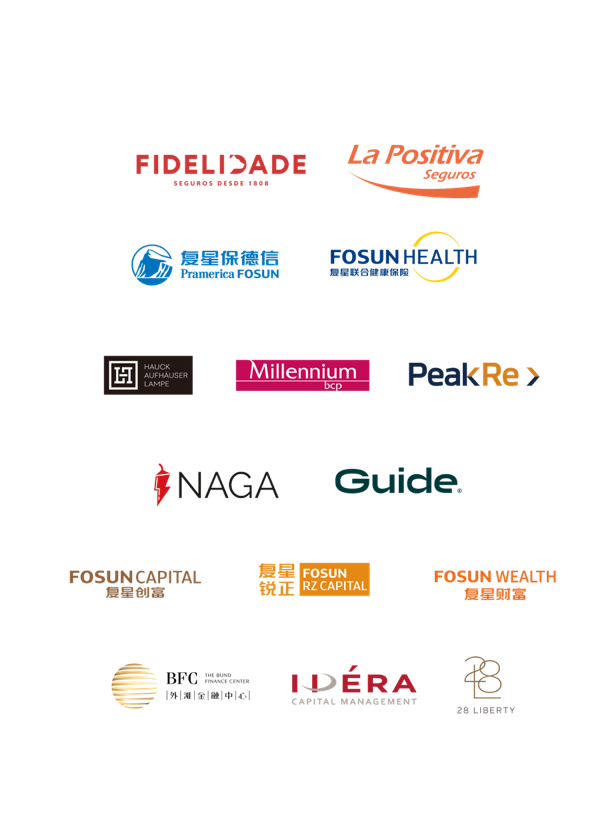 FIDELIDADE
SEGUROS DESDE 1808
La Positiva
Seguros
复星保德信
Pramerica FOSUN
FOSUN HEALTH
复星联合健康保险
HAUCK
AUFHÄUSER
LAMPE
Millennium
bcp
PeakRe
NAGA
Guide®
FOSUN CAPITAL
复星创富
复星
锐正
FOSUN
RZ CAPITAL
FOSUN WEALTH
复星财富
BFC
THE BUND
FINANCE CENTER
外滩金融中心
IDÉRA
CAPITAL MANAGEMENT
28
28 LIBERTY